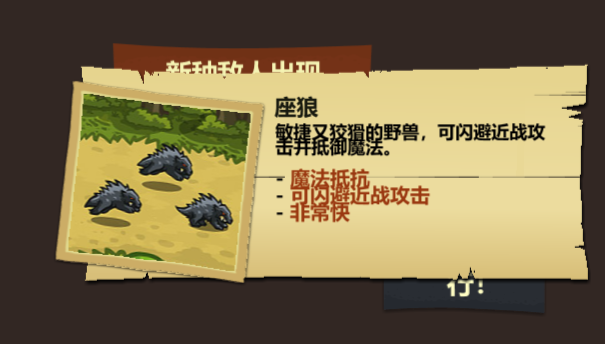 新种敌人出现
座狼
敏捷又狡猾的野兽，可闪避近战攻
击并抵御魔法。
- 魔法抵抗
- 可闪避近战攻击
- 非常快
行！